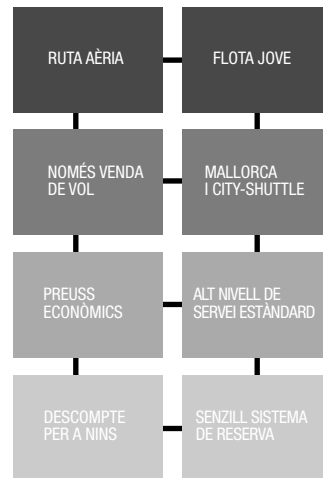 RUTA AÈRIA
FLOTA JOVE
NOMÉS VENDA
DE VOL
MALLORCA
I CITY-SHUTTLE
PREUSS
ECONÒMICS
ALT NIVELL DE
SERVEI ESTÀNDARD
DESCOMPTE
PER A NINS
SENZILL SISTEMA
DE RESERVA